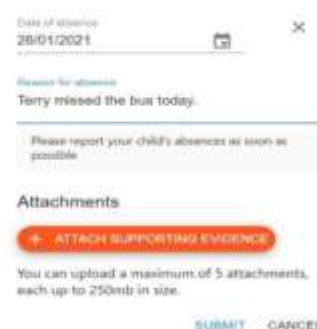 Date of absence
28/01/2021
Reason for absence
Terry missed the bus today.
Please report your child's absences as soon as
possible
Attachments
+ ATTACH SUPPORTING EVIDENCE
You can upload a maximum of 5 attachments,
each up to 250mb in size.
SUBMIT CANCEL